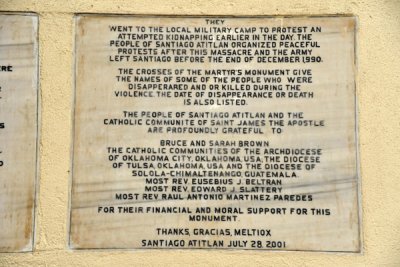 THEY
WENT TO THE LOCAL MILITARY CAMP TO PROTEST AN
ATTEMPTED KIDNAPPING EARLIER IN THE DAY. THE
PEOPLE OF SANTIAGO ATITLAN ORGANIZED PEACEFUL
PROTESTS AFTER THIS MASSACRE AND THE ARMY
LEFT SANTIAGO BEFORE THE END OF DECEMBER 1,990.
THE CROSSES OF THE MARTYR'S MONUMENT GIVE
THE NAMES OF SOME OF THE PEOPLE WHO WERE
DISAPPERARED AND OR KILLED DURING THE
VIOLENCE. THE DATE OF DISAPPEARANCE OR DEATH
IS ALSO LISTED.
THE PEOPLE OF SANTIAGO ATITLAN AND THE
CATHOLIC COMMUNITE OF SAINT JAMES THE APOSTLE
ARE PROFOUNDLY GRATEFUL TO
BRUCE AND SARAH BROWN
THE CATHOLIC COMMUNITIES OF THE ARCHDIOCESE
OF OKLAHOMA CITY, OKLAHOMA, USA, THE DIOCESE
OF TULSA, OKLAHOMA, USA AND THE DIOCESE OF
SOLOLA-CHIMALTENANGO, GUATEMALA.
MOST REV. EUSEBIUS J BELTRAN
MOST REV. EDWARD J. SLATTERY
MOST REV RAUL ANTONIO MARTINEZ PAREDES
FOR THEIR FINANCIAL AND MORAL SUPPORT FOR THIS
MONUMENT.
THANKS, GRACIAS, MELTIOX
SANTIAGO ATITLAN JULY 28, 2001